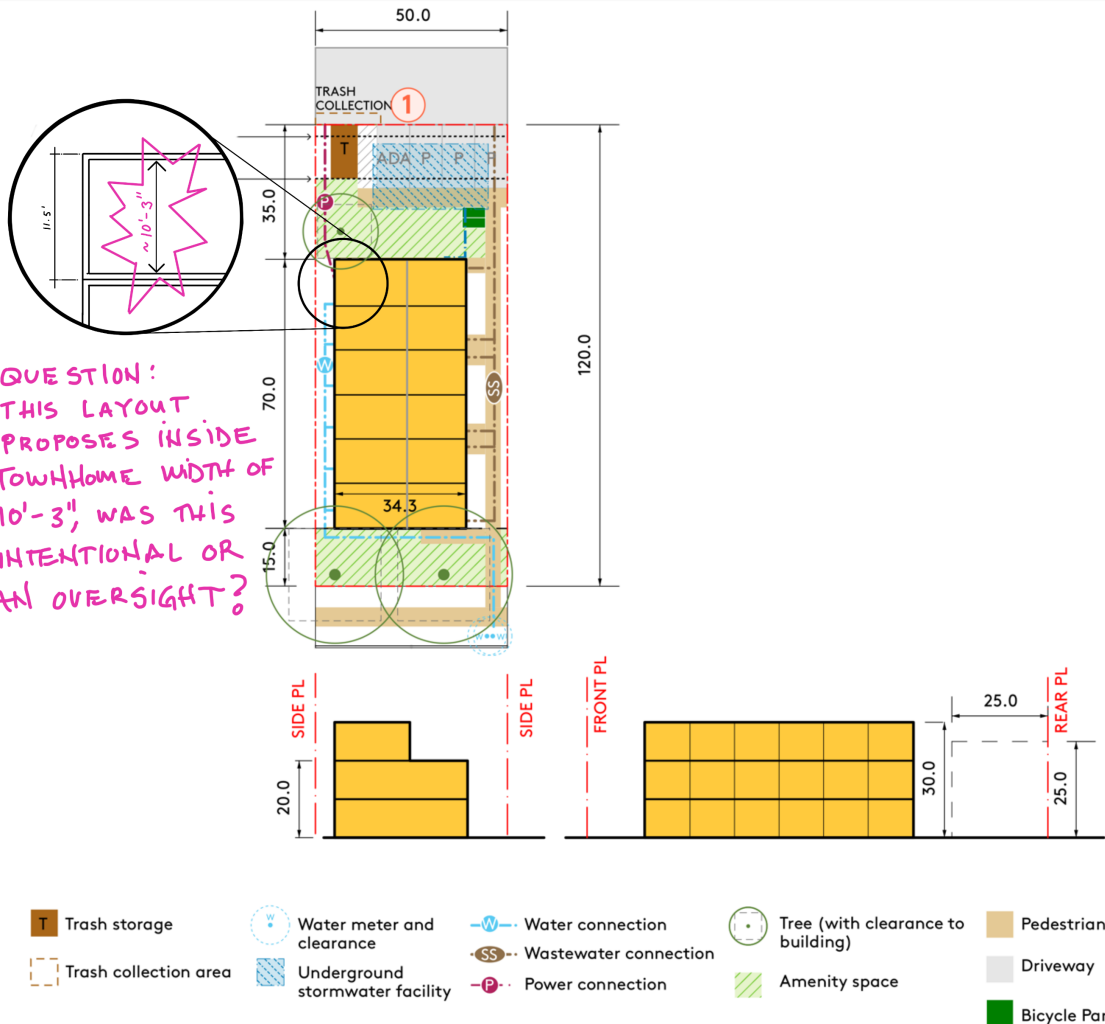 50.0
TRASH
COLLECTION
1
T
ADA P P P
P
35.0
11.5'
~10'-3"
W
70.0
120.0
SS
QUESTION:
THIS LAYOUT
PROPOSES INSIDE
TOWHHOME WIDTH OF
10'-3", WAS THIS
INTENTIONAL OR
AN OVERSIGHT?
34.3
15.0
W W
SIDE PL
SIDE PL
FRONT PL
REAR PL
25.0
20.0
30.0
25.0
T Trash storage
Trash collection area
W Water meter and
clearance
Underground
stormwater facility
W Water connection
SS Wastewater connection
P Power connection
Tree (with clearance to
building)
Amenity space
Pedestrian
Driveway
Bicycle Par